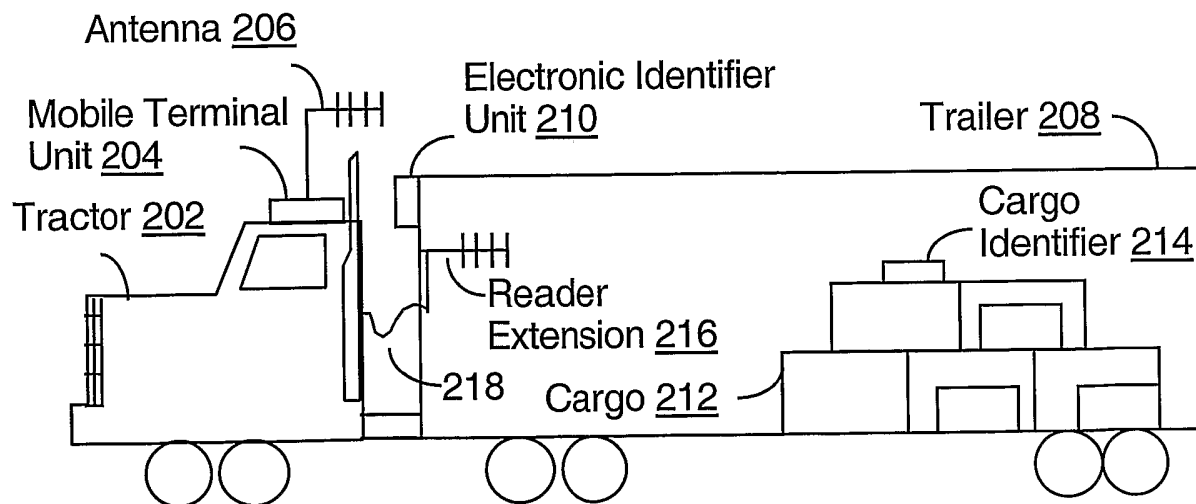 Antenna 206
Electronic Identifier
Unit 210
Mobile Terminal
Unit 204
Trailer 208
Tractor 202
Cargo
Identifier 214
Reader
Extension 216
218
Cargo 212